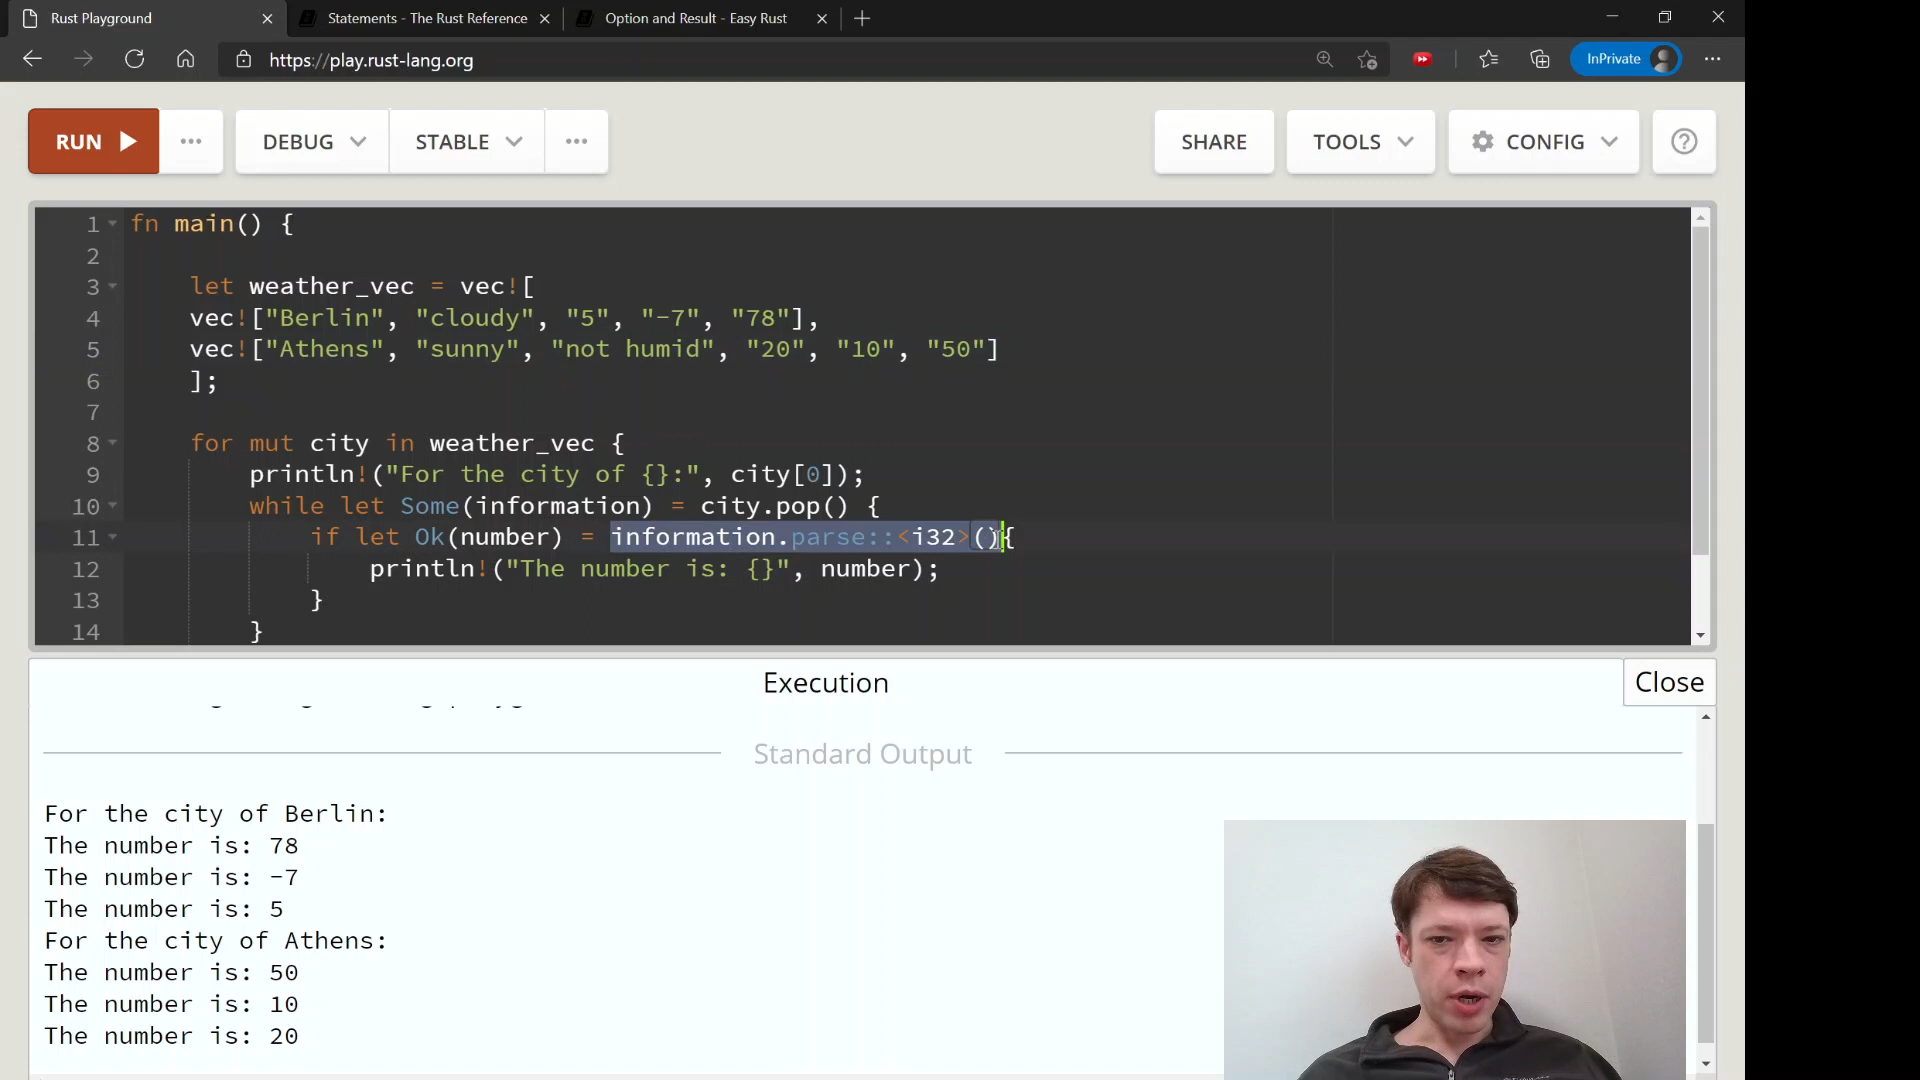 Rust Playground
Statements - The Rust Reference
Option and Result - Easy Rust
https://play.rust-lang.org
InPrivate
RUN
DEBUG
STABLE
SHARE
TOOLS
CONFIG
1 fn main() {
2
3 let weather_vec = vec![
4 vec!["Berlin", "cloudy", "5", "-7", "78"],
5 vec!["Athens", "sunny", "not humid", "20", "10", "50"]
6 ];
7
8 for mut city in weather_vec {
9 println!("For the city of {}:", city[0]);
10 while let Some(information) = city.pop() {
11 if let Ok(number) = information.parse::<i32>(){
12 println!("The number is: {}", number);
13 }
14 }
Execution
Close
Standard Output
For the city of Berlin:
The number is: 78
The number is: -7
The number is: 5
For the city of Athens:
The number is: 50
The number is: 10
The number is: 20